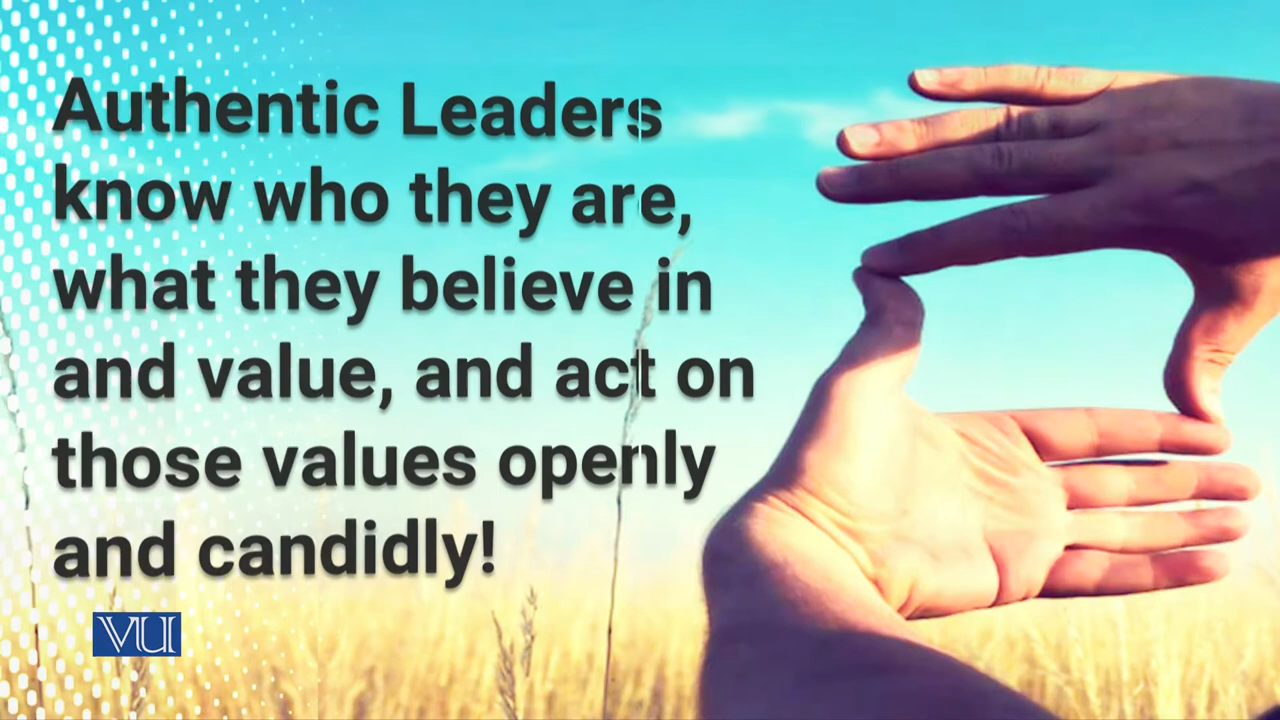 Authentic Leaders
know who they are,
what they believe in
and value, and act on
those values openly
and candidly!
VU